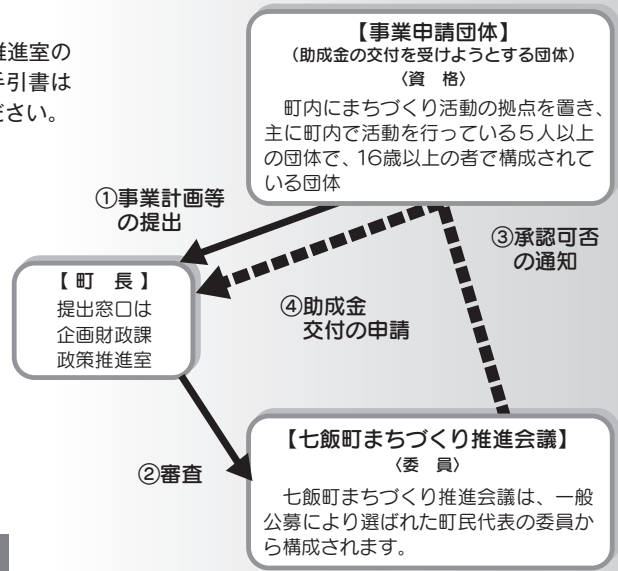 推進室の
手引書は
ださい。
【事業申請団体】
(助成金の交付を受けようとする団体)
〈資　格〉
　町内にまちづくり活動の拠点を置き、
主に町内で活動を行っている5人以上
の団体で、16歳以上の者で構成されて
いる団体
①事業計画等
の提出
③承認可否
の通知
【 町　長 】
提出窓口は
企画財政課
政策推進室
④助成金
交付の申請
②審査
【七飯町まちづくり推進会議】
〈委　員〉
　七飯町まちづくり推進会議は、一般
公募により選ばれた町民代表の委員か
ら構成されます。